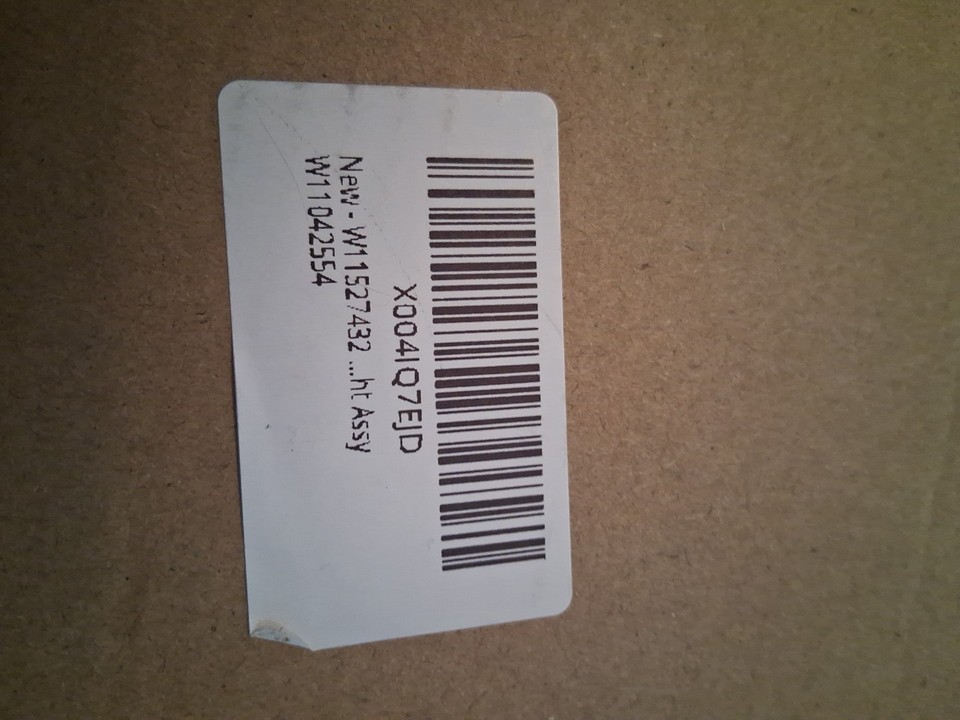 X004IQ7EJD
New - W11527432 ...ht Assy
W11042554